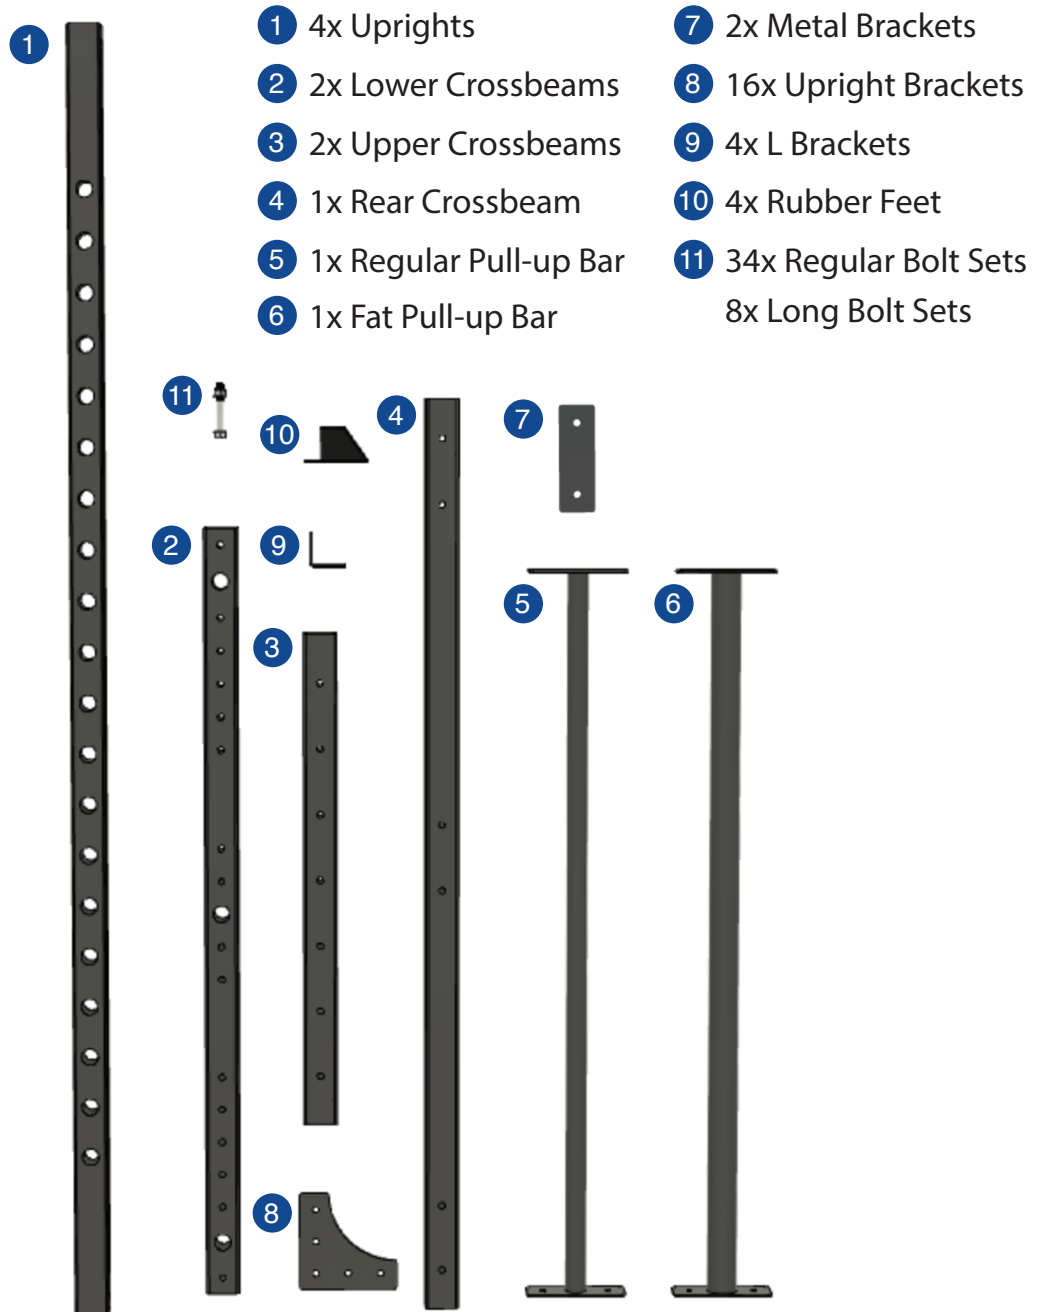 1 4x Uprights
2 2x Lower Crossbeams
3 2x Upper Crossbeams
4 1x Rear Crossbeam
5 1x Regular Pull-up Bar
6 1x Fat Pull-up Bar
7 2x Metal Brackets
8 16x Upright Brackets
9 4x L Brackets
10 4x Rubber Feet
11 34x Regular Bolt Sets
8x Long Bolt Sets
1
11
10
4
7
2
9
3
5
6
8